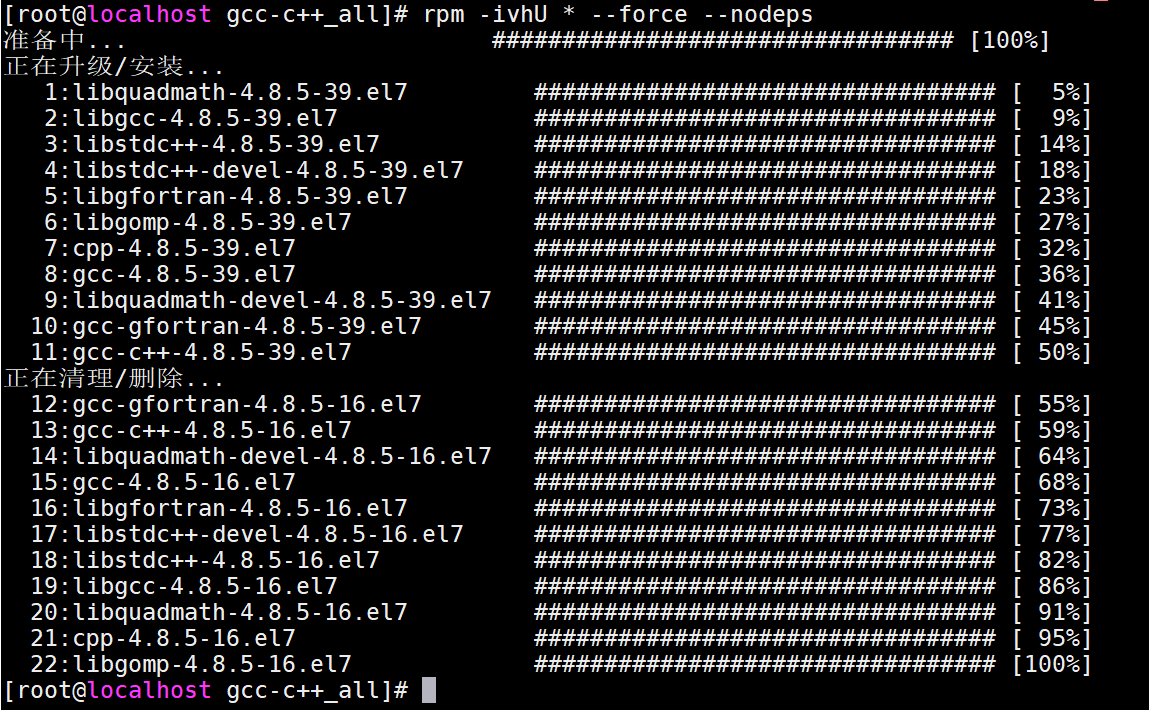 [root@localhost gcc-c++_all]# rpm -ivhU * --force --nodeps
准备中... ################################# [100%]
正在升级/安装...
1:libquadmath-4.8.5-39.el7 ################################# [ 5%]
2:libgcc-4.8.5-39.el7 ################################# [ 9%]
3:libstdc++-4.8.5-39.el7 ################################# [ 14%]
4:libstdc++-devel-4.8.5-39.el7 ################################# [ 18%]
5:libgfortran-4.8.5-39.el7 ################################# [ 23%]
6:libgomp-4.8.5-39.el7 ################################# [ 27%]
7:cpp-4.8.5-39.el7 ################################# [ 32%]
8:gcc-4.8.5-39.el7 ################################# [ 36%]
9:libquadmath-devel-4.8.5-39.el7 ################################# [ 41%]
10:gcc-gfortran-4.8.5-39.el7 ################################# [ 45%]
11:gcc-c++-4.8.5-39.el7 ################################# [ 50%]
正在清理/删除...
12:gcc-gfortran-4.8.5-16.el7 ################################# [ 55%]
13:gcc-c++-4.8.5-16.el7 ################################# [ 59%]
14:libquadmath-devel-4.8.5-16.el7 ################################# [ 64%]
15:gcc-4.8.5-16.el7 ################################# [ 68%]
16:libgfortran-4.8.5-16.el7 ################################# [ 73%]
17:libstdc++-devel-4.8.5-16.el7 ################################# [ 77%]
18:libstdc++-4.8.5-16.el7 ################################# [ 82%]
19:libgcc-4.8.5-16.el7 ################################# [ 86%]
20:libquadmath-4.8.5-16.el7 ################################# [ 91%]
21:cpp-4.8.5-16.el7 ################################# [ 95%]
22:libgomp-4.8.5-16.el7 ################################# [100%]
[root@localhost gcc-c++_all]#